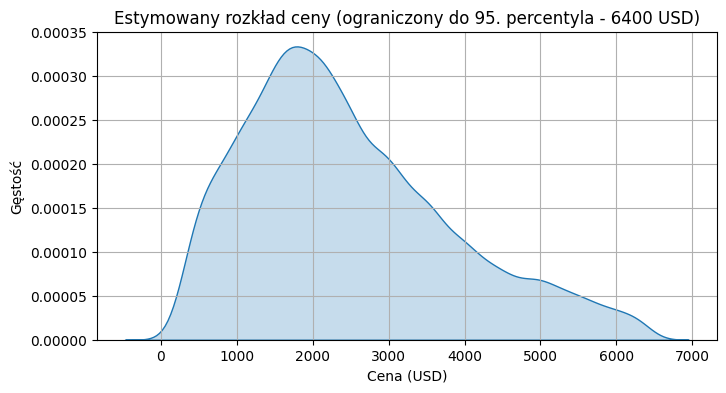 Estymowany rozkład ceny (ograniczony do 95. percentyla - 6400 USD)
0.00035
0.00030
0.00025
0.00020
0.00015
0.00010
0.00005
0.00000
Gęstość
0 1000 2000 3000 4000 5000 6000 7000
Cena (USD)